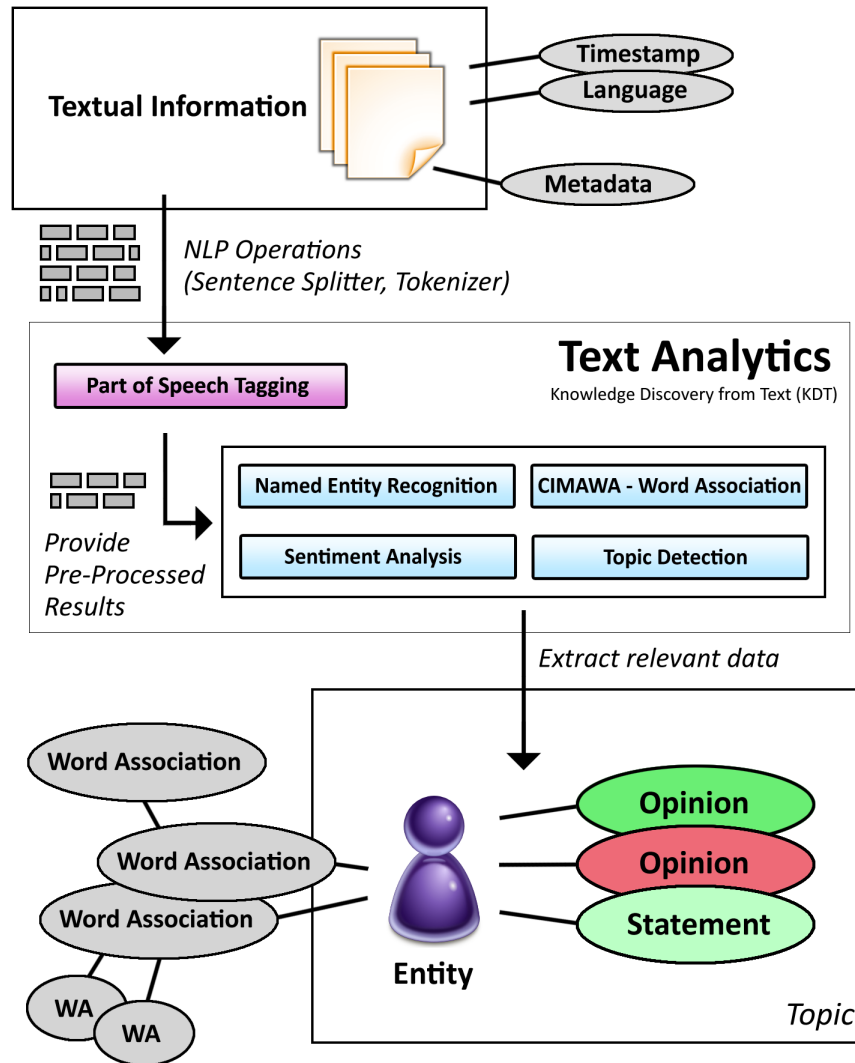 Timestamp
Language
Textual Information
Metadata
NLP Operations
(Sentence Splitter, Tokenizer)
Text Analytics
Knowledge Discovery from Text (KDT)
Part of Speech Tagging
Named Entity Recognition
CIMAWA - Word Association
Sentiment Analysis
Topic Detection
Provide
Pre-Processed
Results
Extract relevant data
Word Association
Word Association
Word Association
WA
WA
Entity
Opinion
Opinion
Statement
Topic